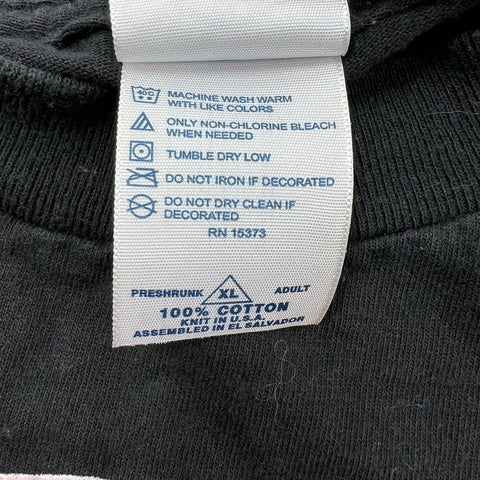 40C MACHINE WASH WARM
WITH LIKE COLORS
ONLY NON-CHLORINE BLEACH
WHEN NEEDED
TUMBLE DRY LOW
DO NOT IRON IF DECORATED
DO NOT DRY CLEAN IF
DECORATED
RN 15373
PRESHRUNK XL ADULT
100% COTTON
KNIT IN U.S.A.
ASSEMBLED IN EL SALVADOR